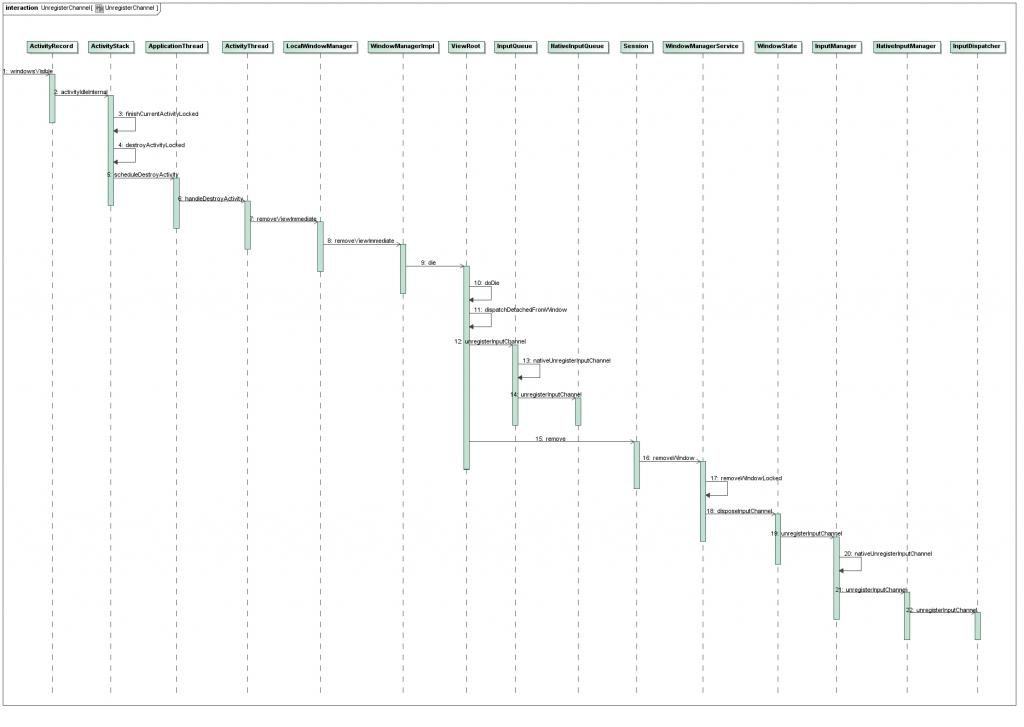 interaction UnregisterChannel[ UnregisterChannel ]
ActivityRecord ActivityStack ApplicationThread ActivityThread LocalWindowManager WindowManagerImpl ViewRoot InputQueue NativeInputQueue Session WindowManagerService WindowState InputManager NativeInputManager InputDispatcher
1: windowsVisible
2: activityIdleInternal
3: finishCurrentActivityLocked
4: destroyActivityLocked
5: scheduleDestroyActivity
6: handleDestroyActivity
7: removeViewImmediate
8: removeViewImmediate
9: die
10: doDie
11: dispatchDetachedFromWindow
12: unregisterInputChannel
13: nativeUnregisterInputChannel
14: unregisterInputChannel
15: remove
16: removeWindow
17: removeWindowLocked
18: disposeInputChannel
19: unregisterInputChannel
20: nativeUnregisterInputChannel
21: unregisterInputChannel
22: unregisterInputChannel